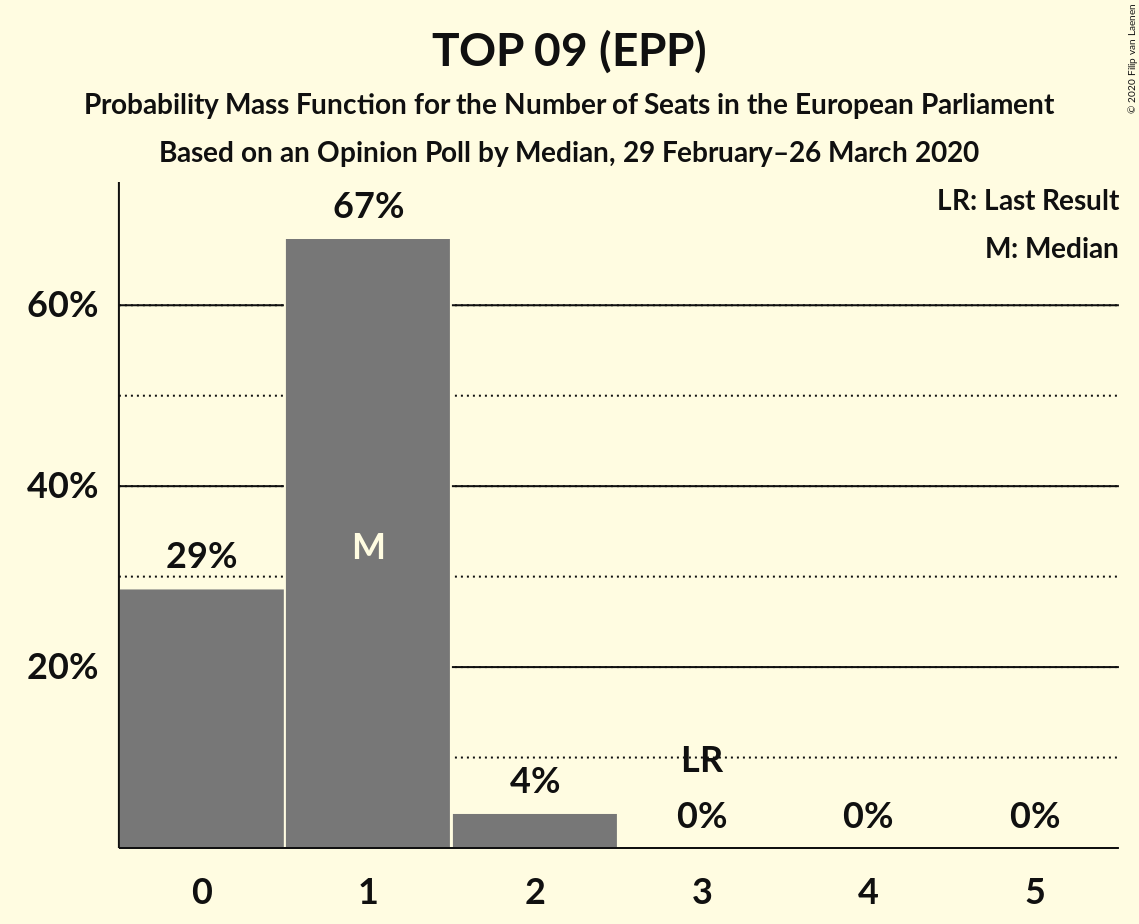 TOP 09 (EPP)
Probability Mass Function for the Number of Seats in the European Parliament
Based on an Opinion Poll by Median, 29 February–26 March 2020
© 2020 Filip van Laenen
LR: Last Result
M: Median
67%
60%
40%
29%
M
20%
LR
4%
0%
0%
0%
0
1
2
3
4
5